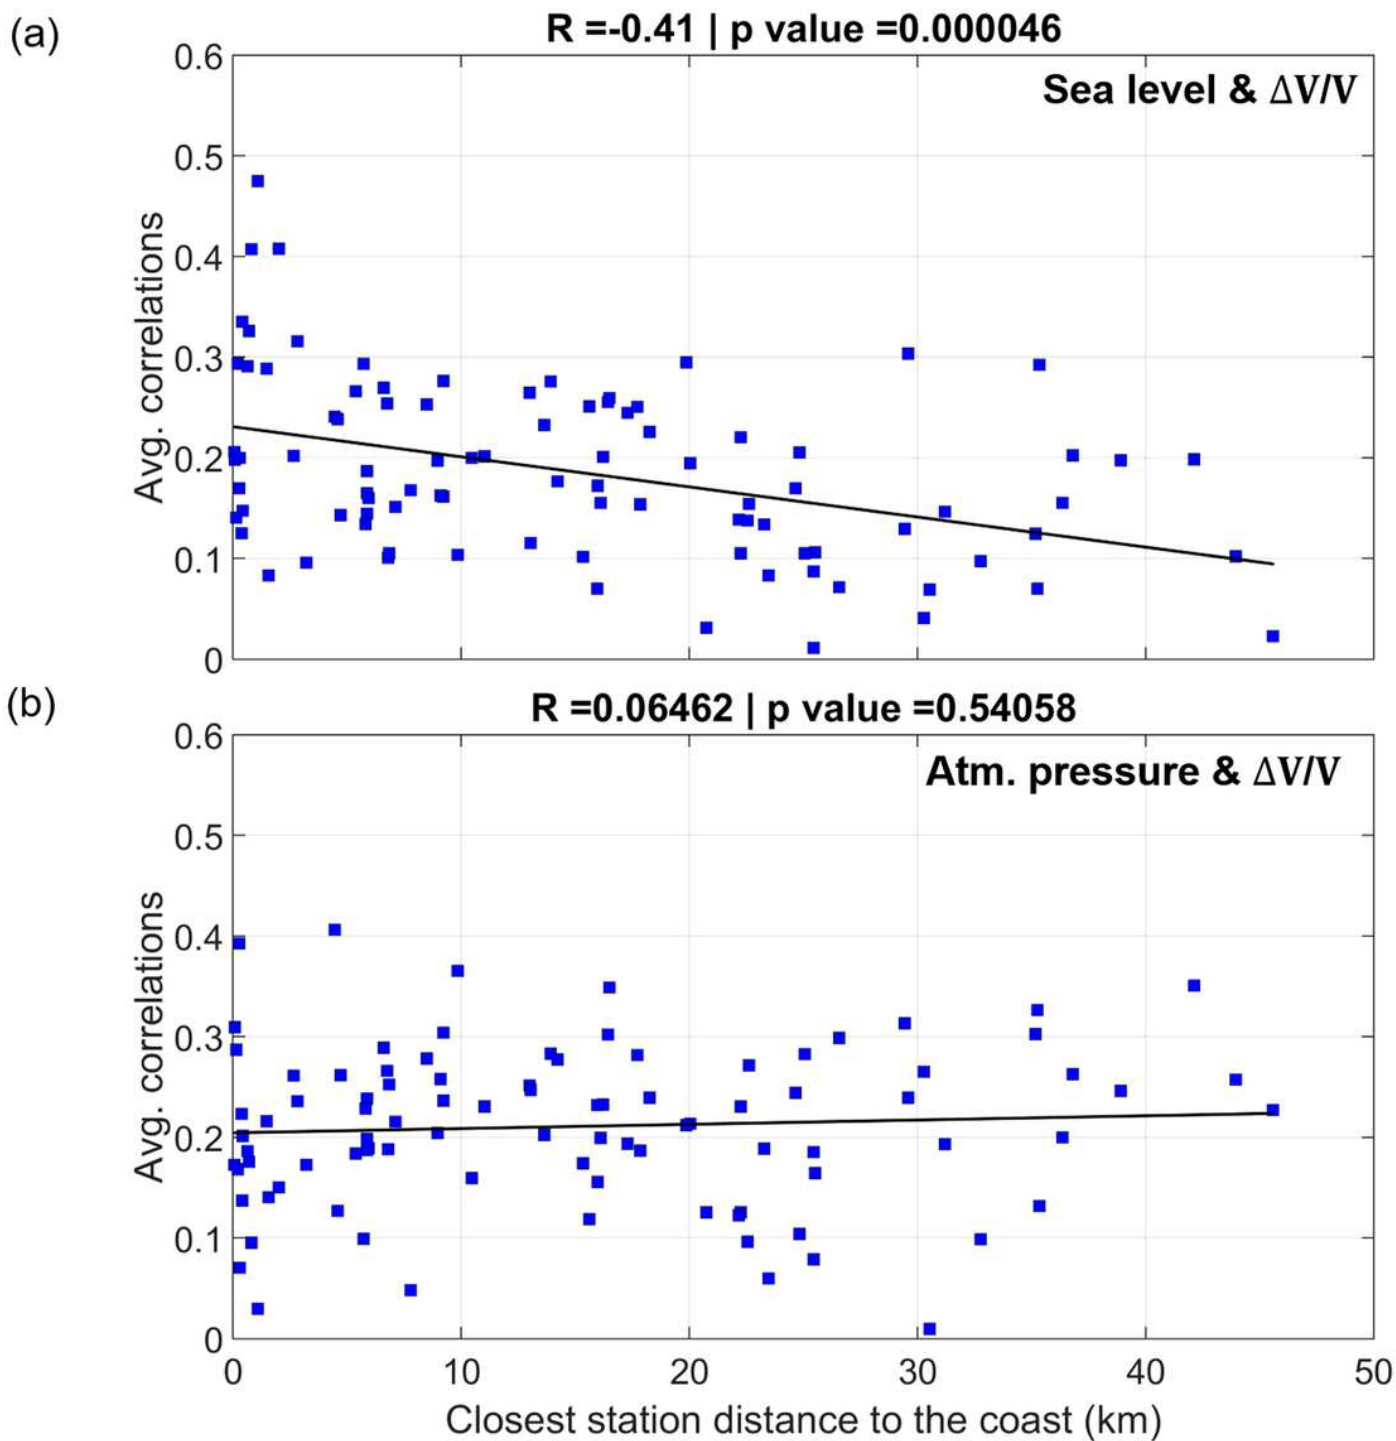 (a)
R =-0.41 | p value =0.000046
Sea level & ΔV/V
0.6
0.5
0.4
0.3
0.2
0.1
0
Avg. correlations
(b)
R =0.06462 | p value =0.54058
Atm. pressure & ΔV/V
0.6
0.5
0.4
0.3
0.2
0.1
0
Avg. correlations
0 10 20 30 40 50
Closest station distance to the coast (km)